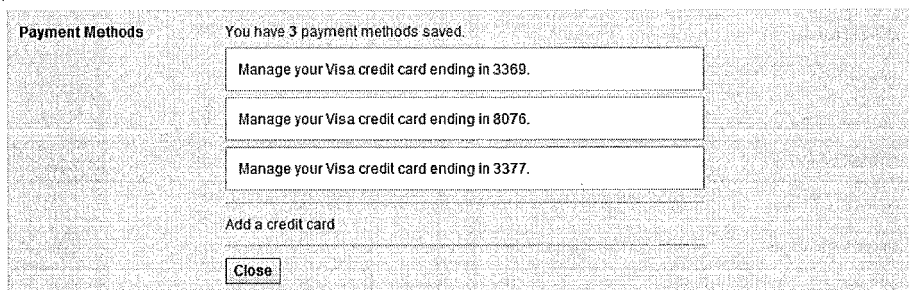 Payment Methods
You have 3 payment methods saved.
Manage your Visa credit card ending in 3369.
Manage your Visa credit card ending in 8076.
Manage your Visa credit card ending in 3377.
Add a credit card
Close